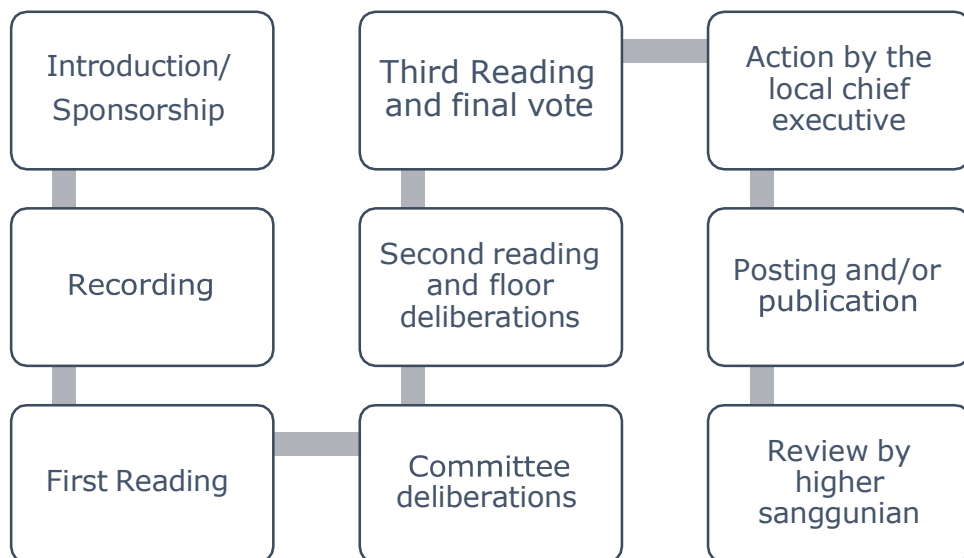 Introduction/
Sponsorship
Recording
First Reading
Committee
deliberations
Second reading
and floor
deliberations
Third Reading
and final vote
Action by the
local chief
executive
Posting and/or
publication
Review by
higher
sanggunian